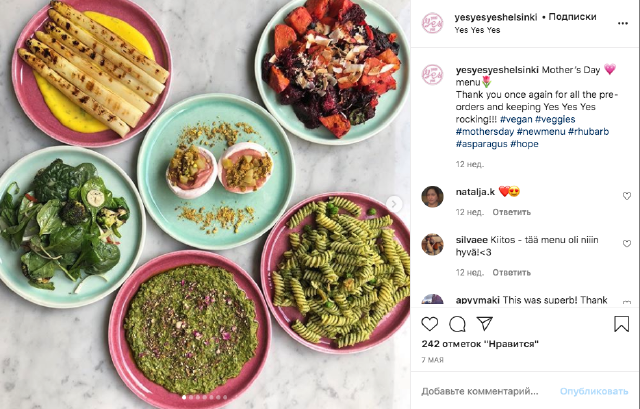 yesyesyeshelsinki • Подписки
Yes Yes Yes
yesyesyeshelsinki Mother's Day 💗
menu🌷
Thank you once again for all the pre-
orders and keeping Yes Yes Yes
rocking!!! #vegan #veggies
#mothersday #newmenu #rhubarb
#asparagus #hope
12 нед.
natalja.k ❤️😍
12 нед. Ответить
silvaee Kiitos - tää menu oli niiin
hyvä!<3
12 нед. Ответить
apyymaki This was superb! Thank
242 отметок "Нравится"
7 МАЯ
Добавьте комментарий... Опубликовать